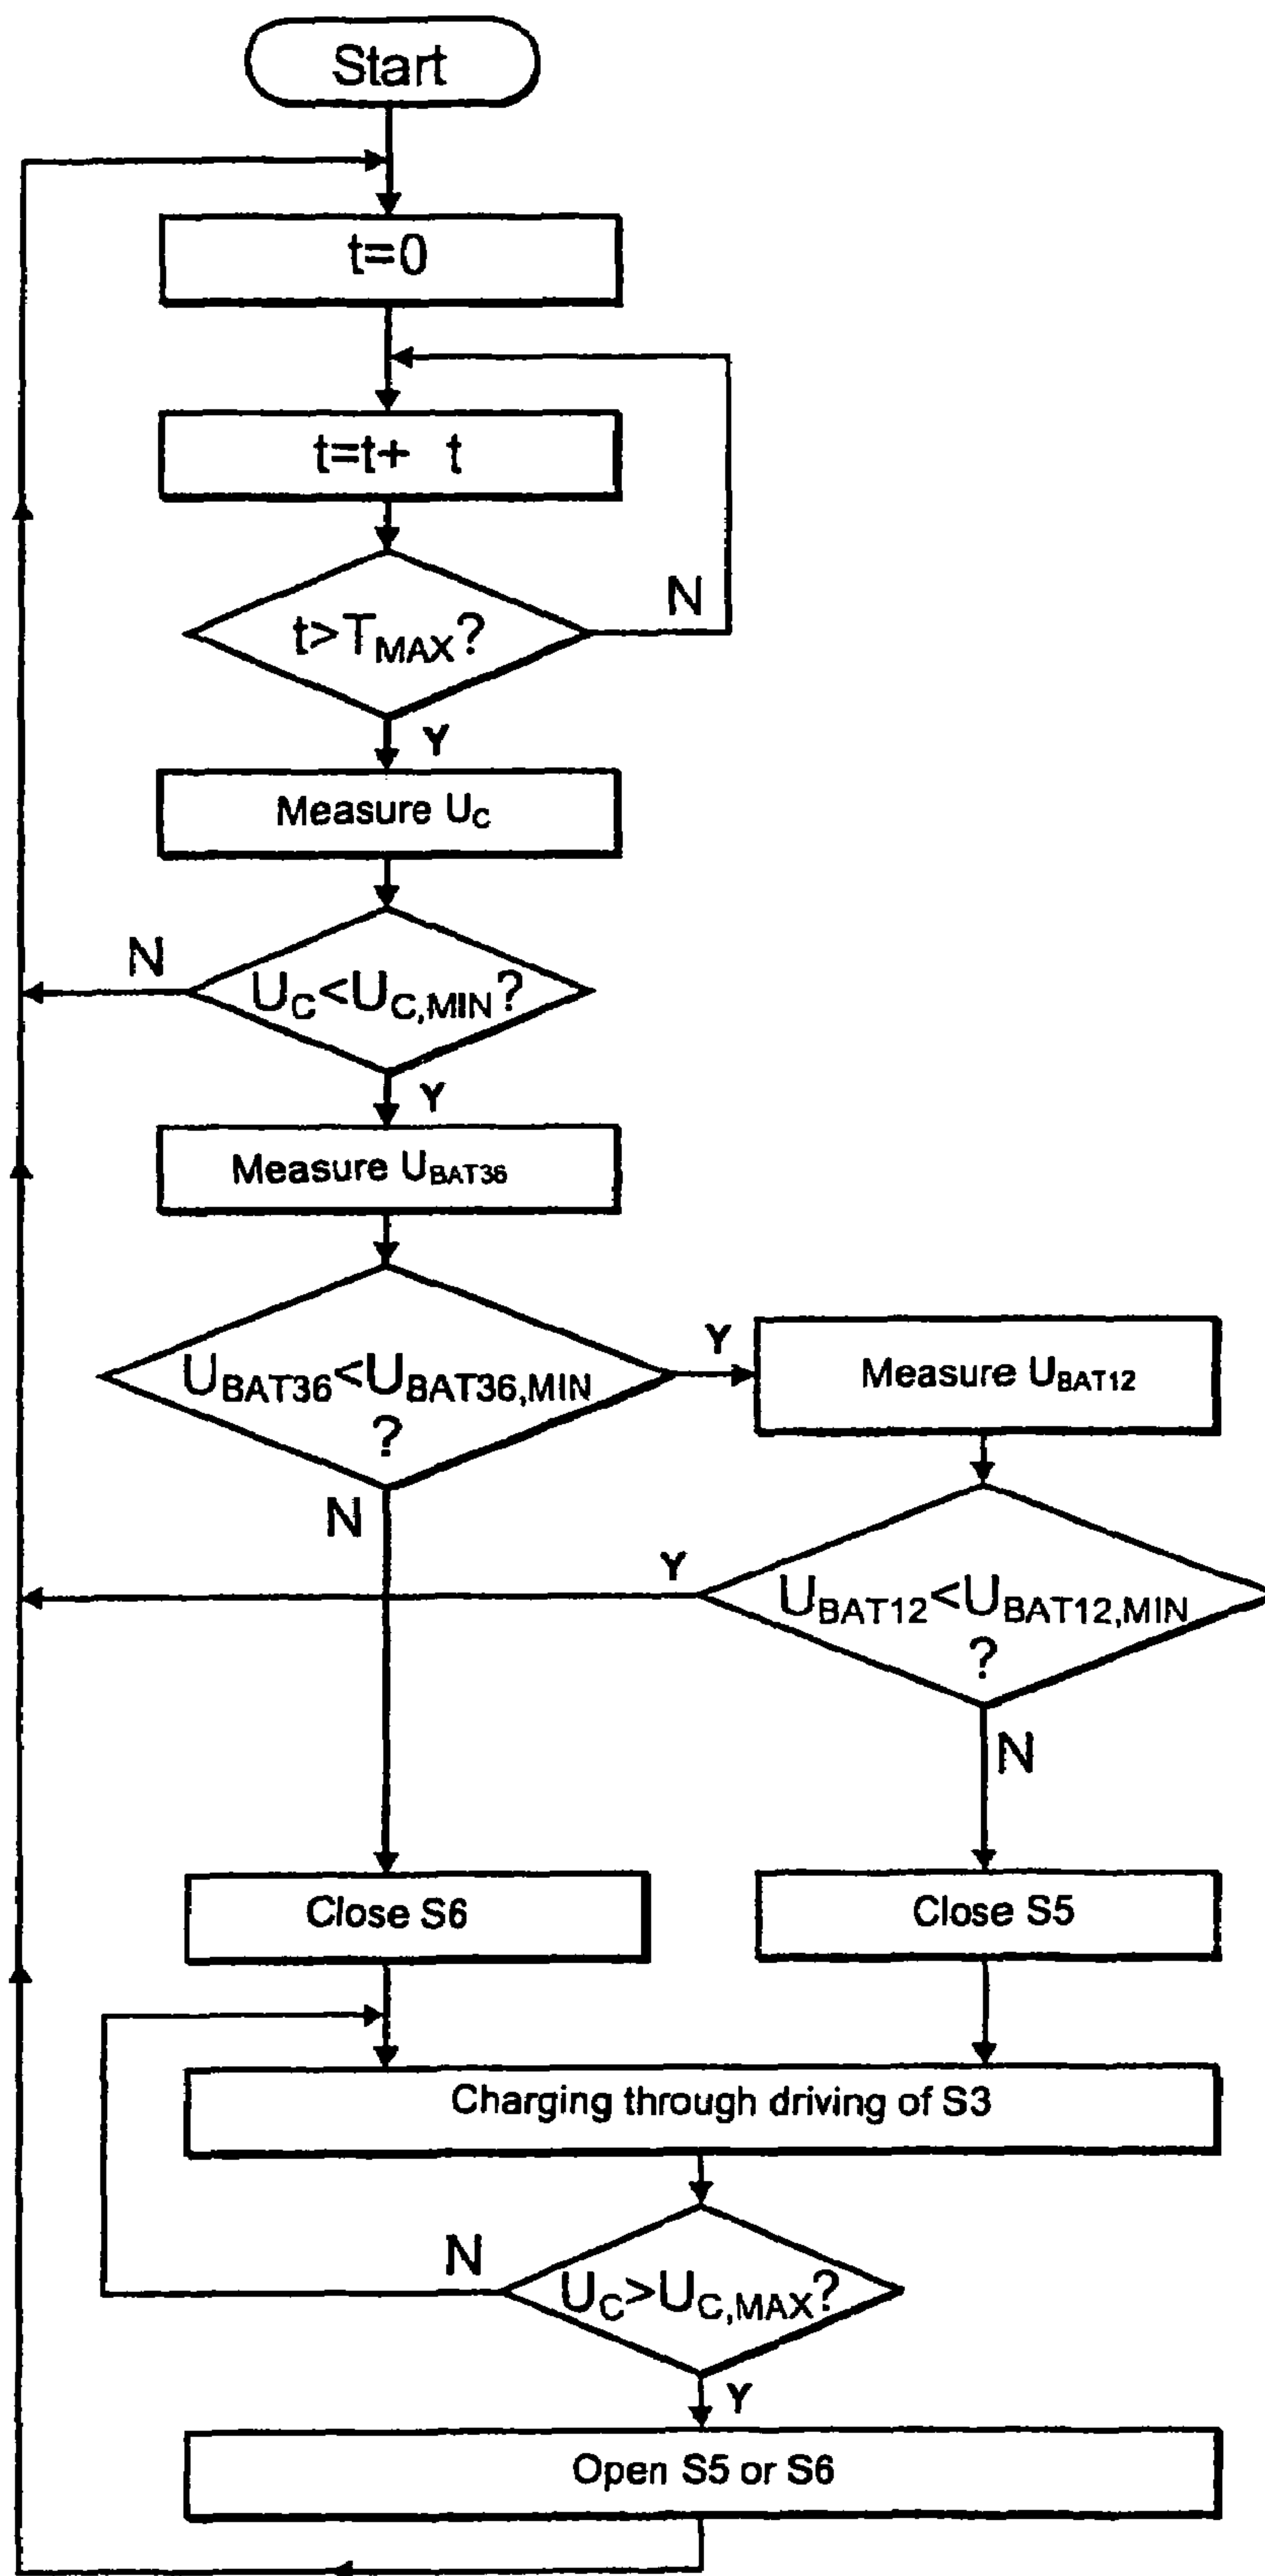 Start
t=0
t=t+ t
t>TMAX?
N
Y
Measure UC
N
UC<UC,MIN?
Y
Measure UBAT36
UBAT36<UBAT36,MIN
?
Y
Measure UBAT12
N
Y
UBAT12<UBAT12,MIN
?
N
Close S6
Close S5
Charging through driving of S3
N
UC>UC,MAX?
Y
Open S5 or S6